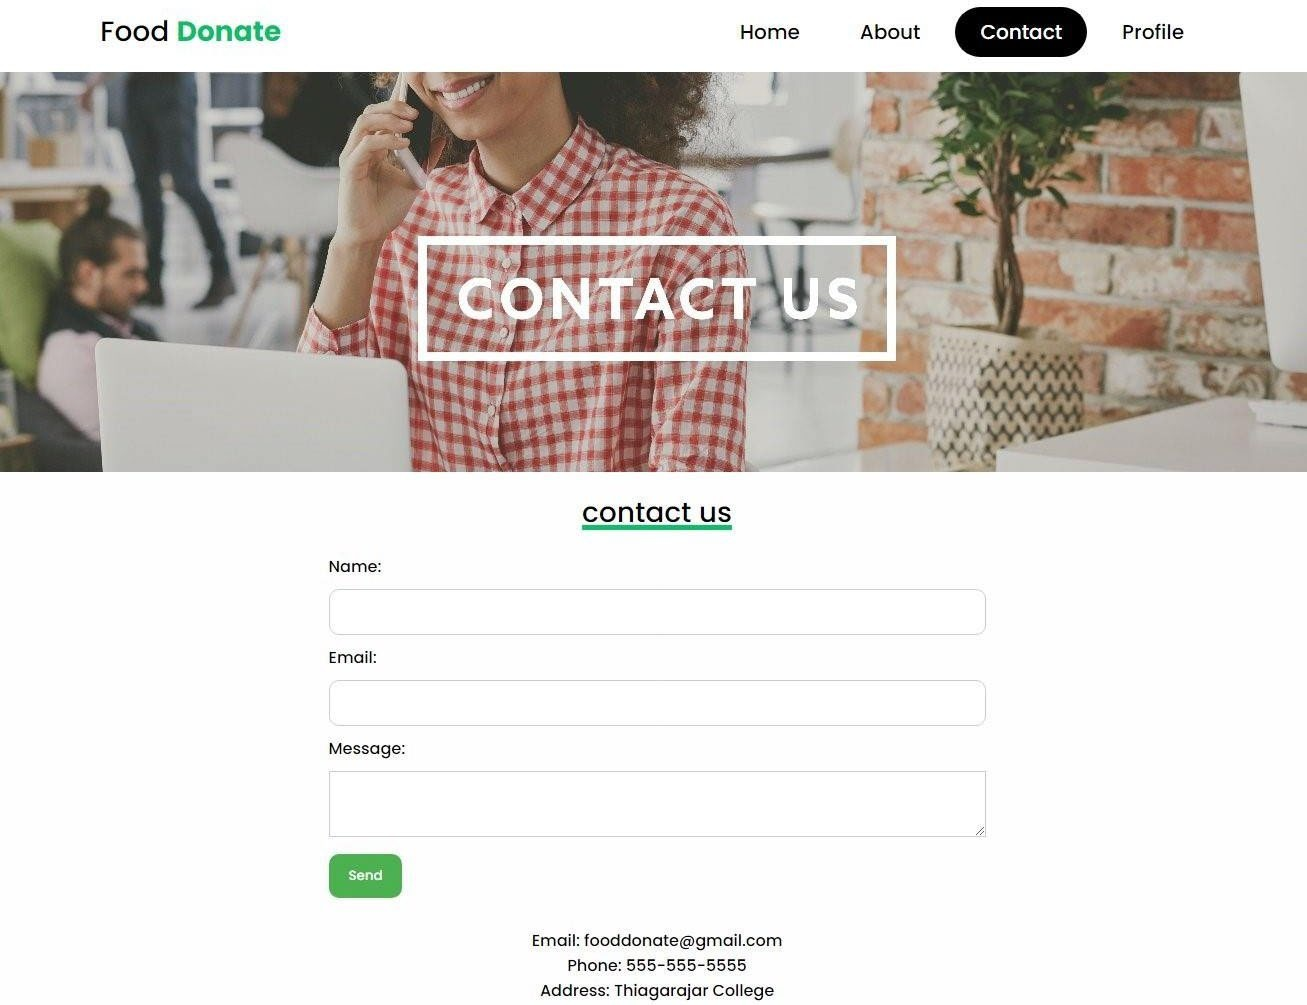 Food Donate
Home
About
Contact
Profile
CONTACT US
contact us
Name:
Email:
Message:
Send
Email: fooddonate@gmail.com
Phone: 555-555-5555
Address: Thiagarajar College